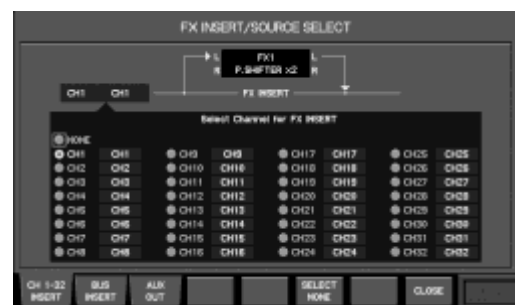 FX INSERT/SOURCE SELECT
L FX1 L
R P.SHIFTER x2 R
CH1 CH1
FX INSERT
Select Channel for FX INSERT
NONE
CH1 CH1 CH9 CH9 CH17 CH17 CH25 CH25
CH2 CH2 CH10 CH10 CH18 CH18 CH26 CH26
CH3 CH3 CH11 CH11 CH19 CH19 CH27 CH27
CH4 CH4 CH12 CH12 CH20 CH20 CH28 CH28
CH5 CH5 CH13 CH13 CH21 CH21 CH29 CH29
CH6 CH6 CH14 CH14 CH22 CH22 CH30 CH30
CH7 CH7 CH15 CH15 CH23 CH23 CH31 CH31
CH8 CH8 CH16 CH16 CH24 CH24 CH32 CH32
CH 1-32 INSERT
BUS INSERT
AUX OUT
SELECT NONE
CLOSE